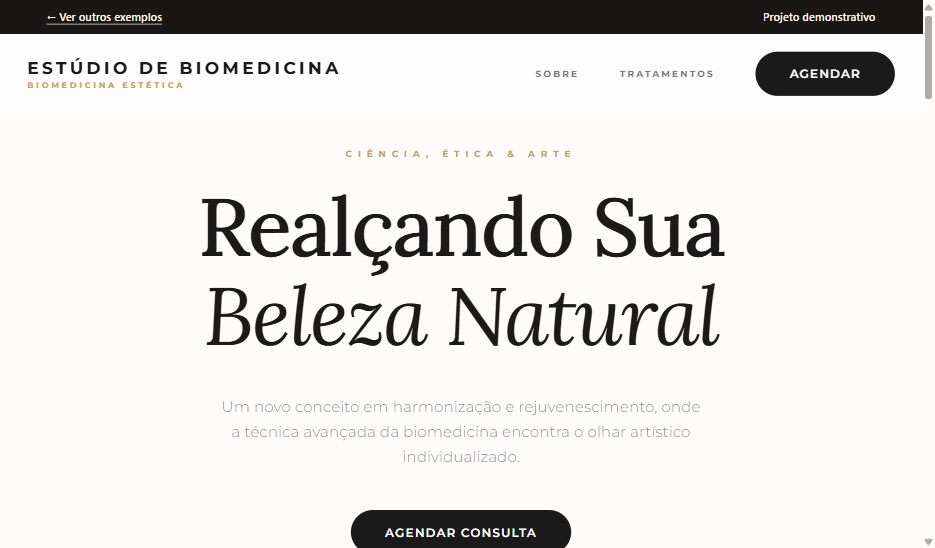 ← Ver outros exemplos
Projeto demonstrativo
ESTÚDIO DE BIOMEDICINA
BIOMEDICINA ESTÉTICA
SOBRE
TRATAMENTOS
AGENDAR
CIÊNCIA, ÉTICA & ARTE
Realçando Sua
Beleza Natural
Um novo conceito em harmonização e rejuvenescimento, onde
a técnica avançada da biomedicina encontra o olhar artístico
individualizado.
AGENDAR CONSULTA